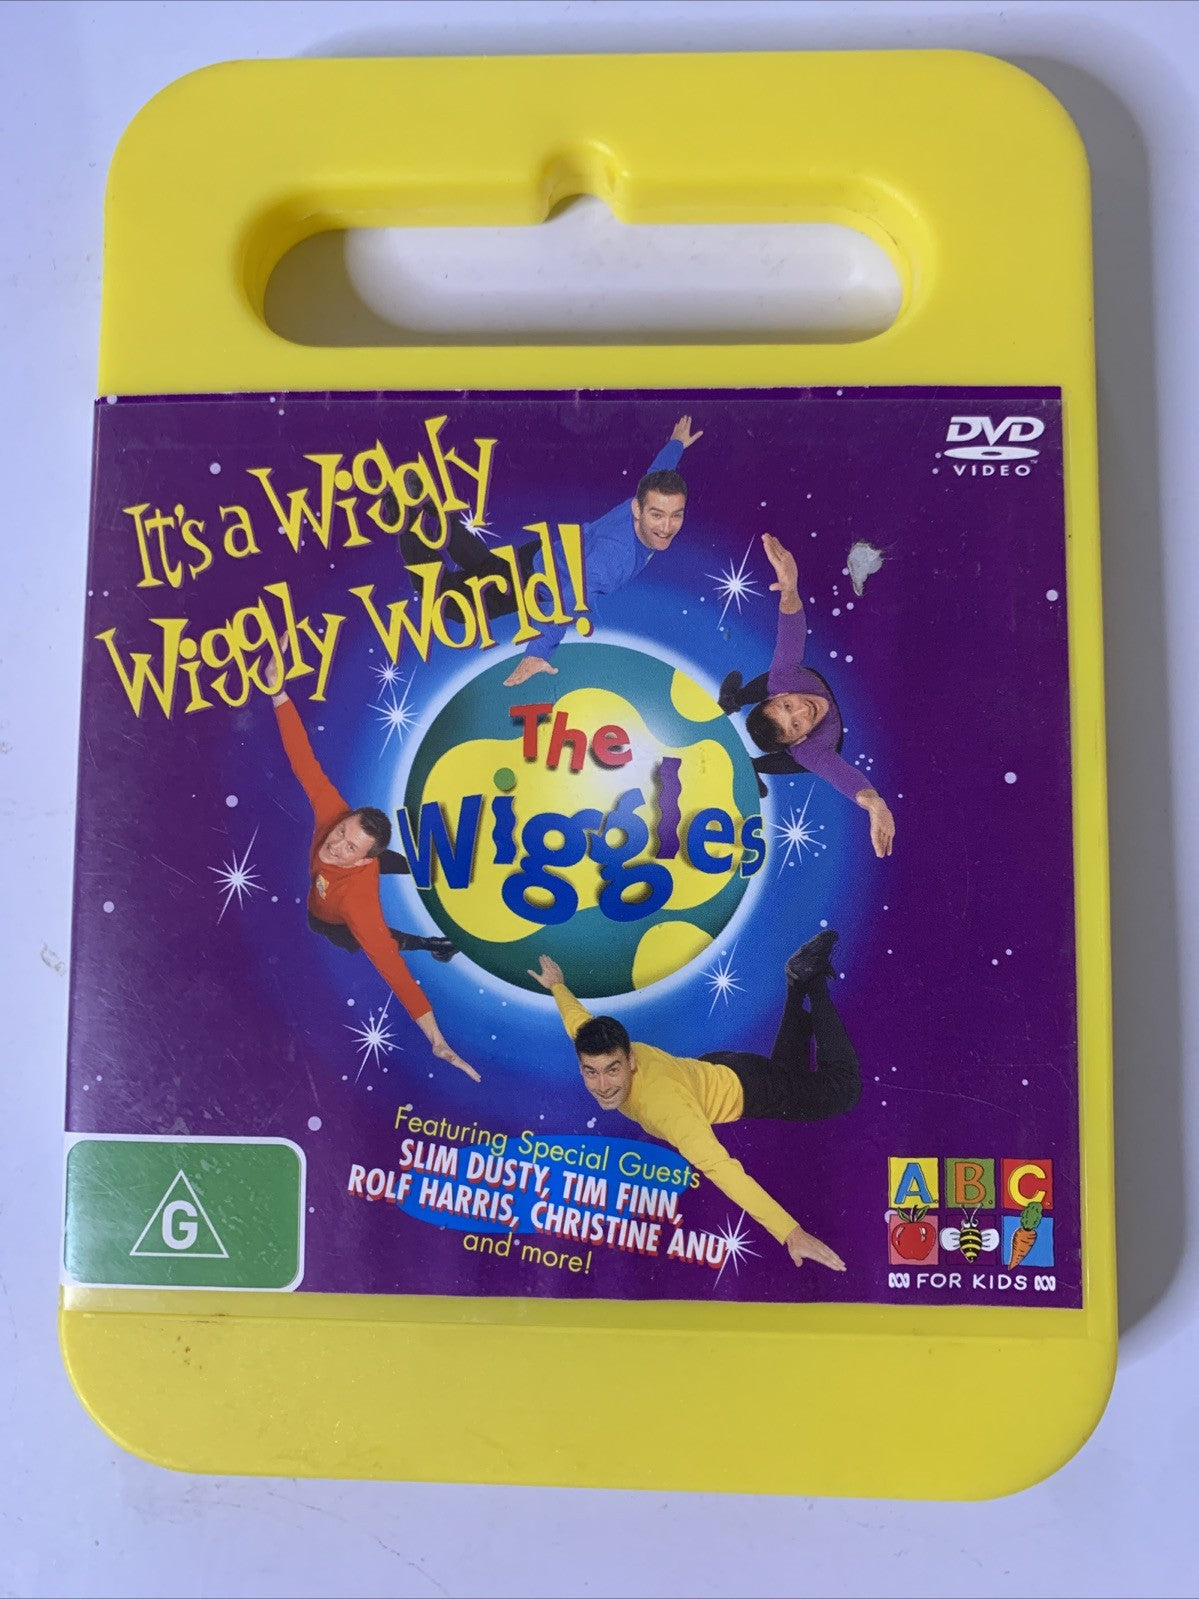 It's a Wiggly
Wiggly World!
DVD
VIDEO™
The
Wiggles
Featuring Special Guests
SLIM DUSTY, TIM FINN,
ROLF HARRIS, CHRISTINE ANU
and more!
G
A.B.C.
FOR KIDS